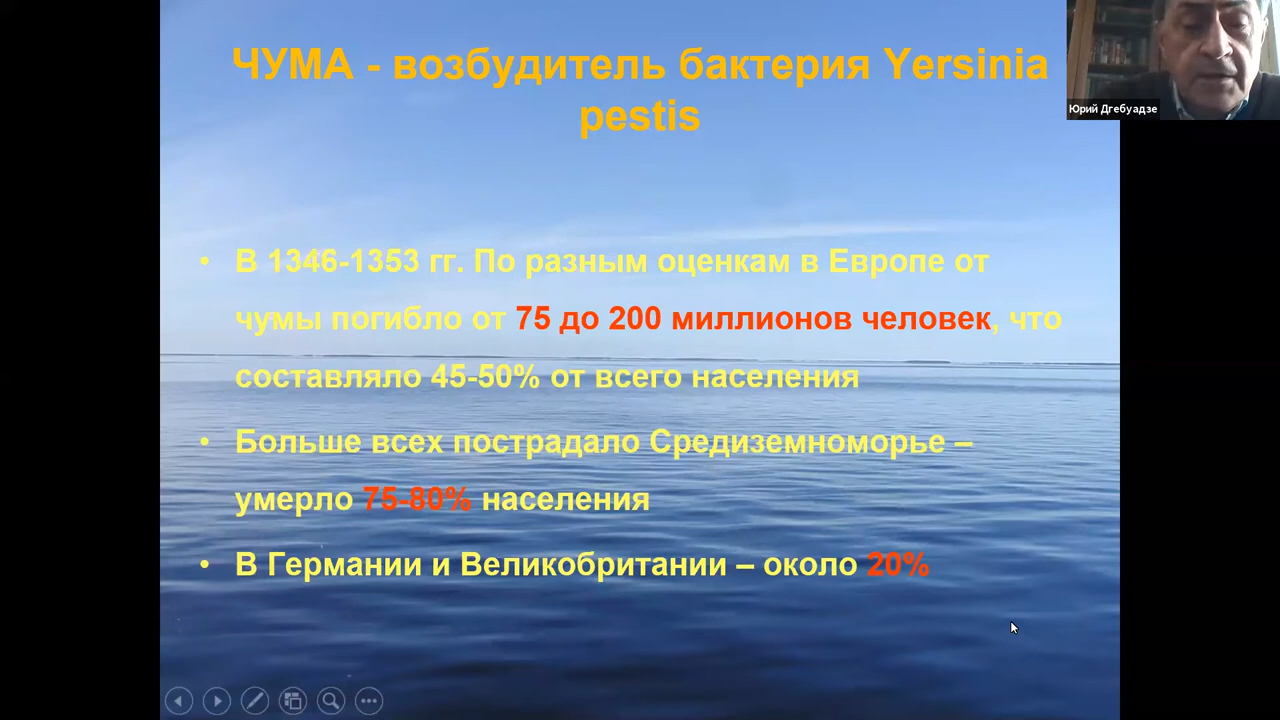 ЧУМА - возбудитель бактерия Yersinia
pestis
Юрий Дгебуадзе
• В 1346-1353 гг. По разным оценкам в Европе от
чумы погибло от 75 до 200 миллионов человек, что
составляло 45-50% от всего населения
• Больше всех пострадало Средиземноморье –
умерло 75-80% населения
• В Германии и Великобритании – около 20%